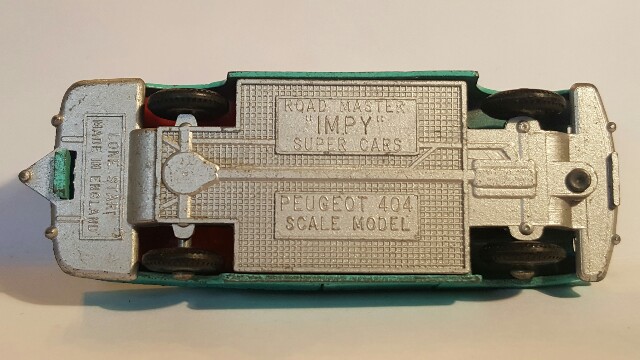 ROAD MASTER
"IMPY"
SUPER CARS
PEUGEOT 404
SCALE MODEL
LONE STAR
MADE IN ENGLAND